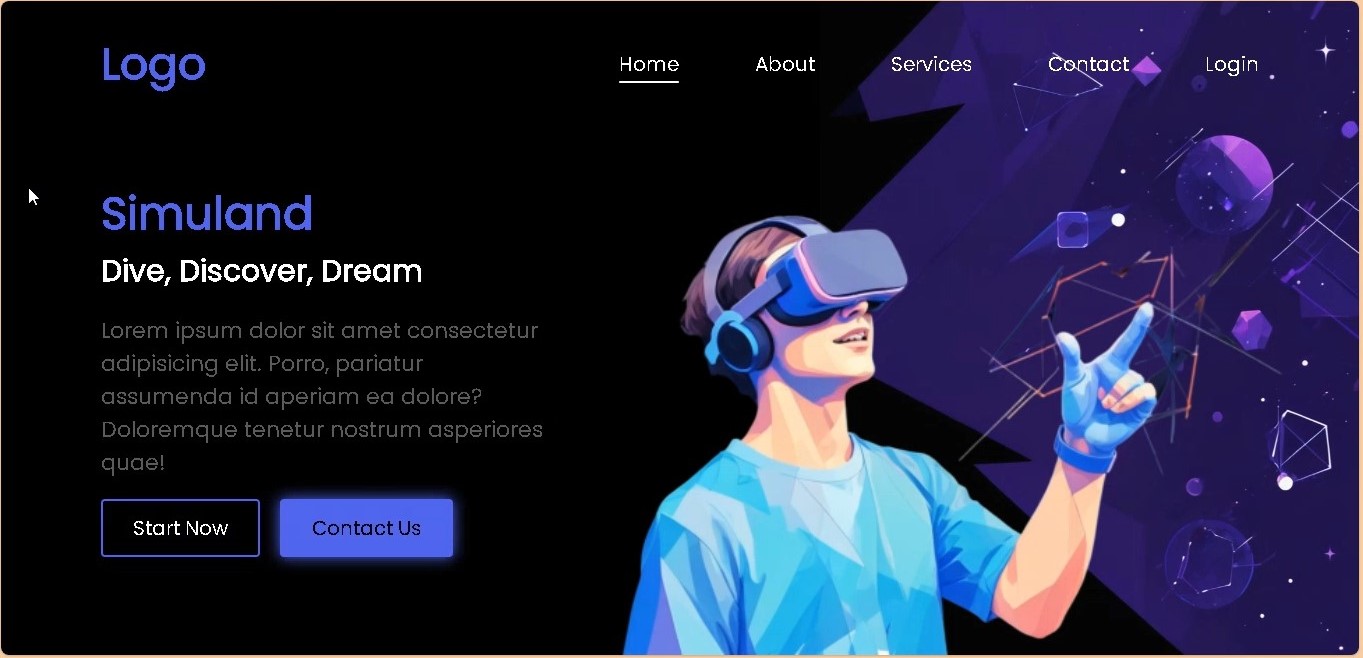 Logo
Home About Services Contact Login
Simuland
Dive, Discover, Dream
Lorem ipsum dolor sit amet consectetur
adipisicing elit. Porro, pariatur
assumenda id aperiam ea dolore?
Doloremque tenetur nostrum asperiores
quae!
Start Now Contact Us